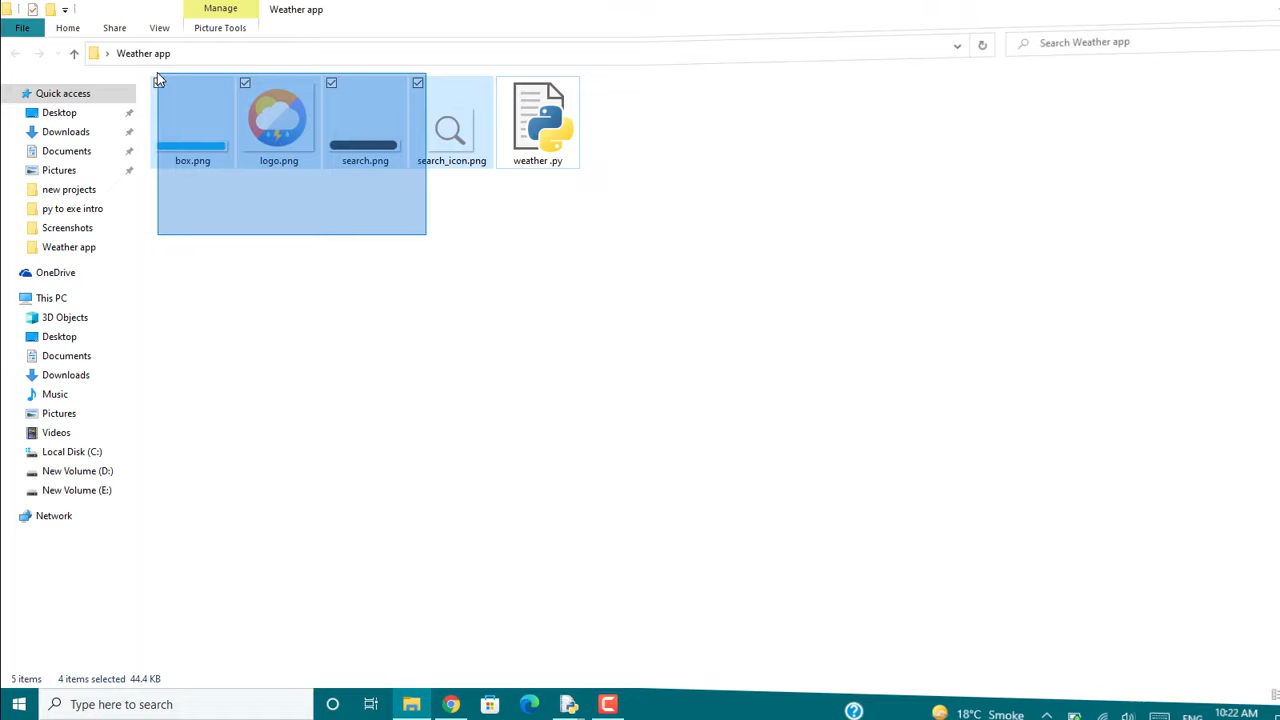 Manage
Weather app
File
Home
Share
View
Picture Tools
Weather app
Search Weather app
Quick access
Desktop
Downloads
Documents
Pictures
new projects
py to exe intro
Screenshots
Weather app
OneDrive
This PC
3D Objects
Desktop
Documents
Downloads
Music
Pictures
Videos
Local Disk (C:)
New Volume (D:)
New Volume (E:)
Network
box.png
logo.png
search.png
search_icon.png
weather .py
5 items
4 items selected 44.4 KB
Type here to search
18°C Smoke
ENG
10:22 AM